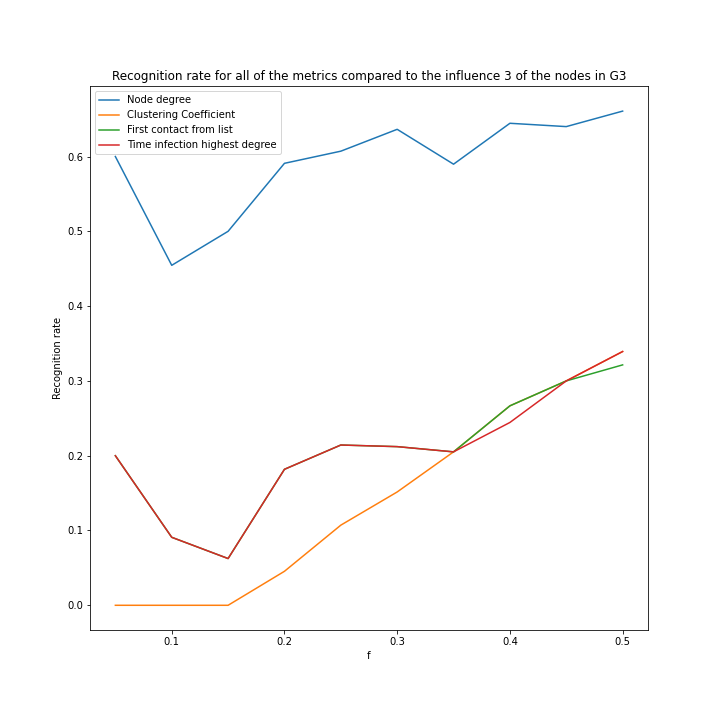 Recognition rate for all of the metrics compared to the influence 3 of the nodes in G3
Node degree
Clustering Coefficient
First contact from list
Time infection highest degree
0.6
0.5
0.4
0.3
0.2
0.1
0.0
Recognition rate
0.1 0.2 0.3 0.4 0.5
f